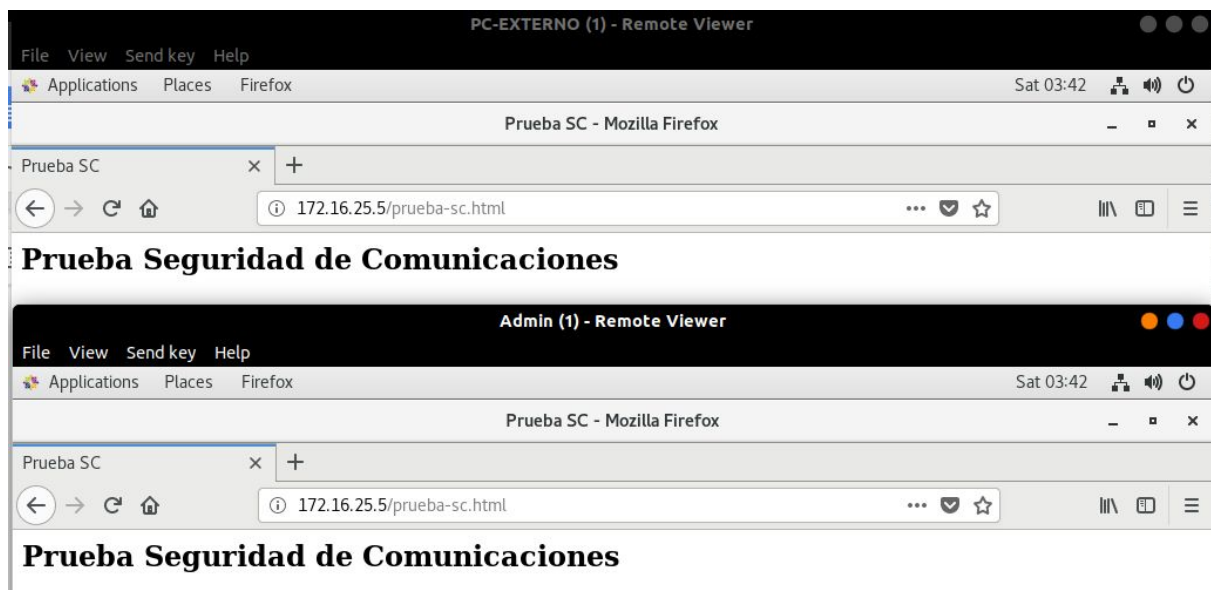 PC-EXTERNO (1) - Remote Viewer
File View Send key Help
Applications Places Firefox Sat 03:42
Prueba SC - Mozilla Firefox
Prueba SC
172.16.25.5/prueba-sc.html
Prueba Seguridad de Comunicaciones
Admin (1) - Remote Viewer
File View Send key Help
Applications Places Firefox Sat 03:42
Prueba SC - Mozilla Firefox
Prueba SC
172.16.25.5/prueba-sc.html
Prueba Seguridad de Comunicaciones